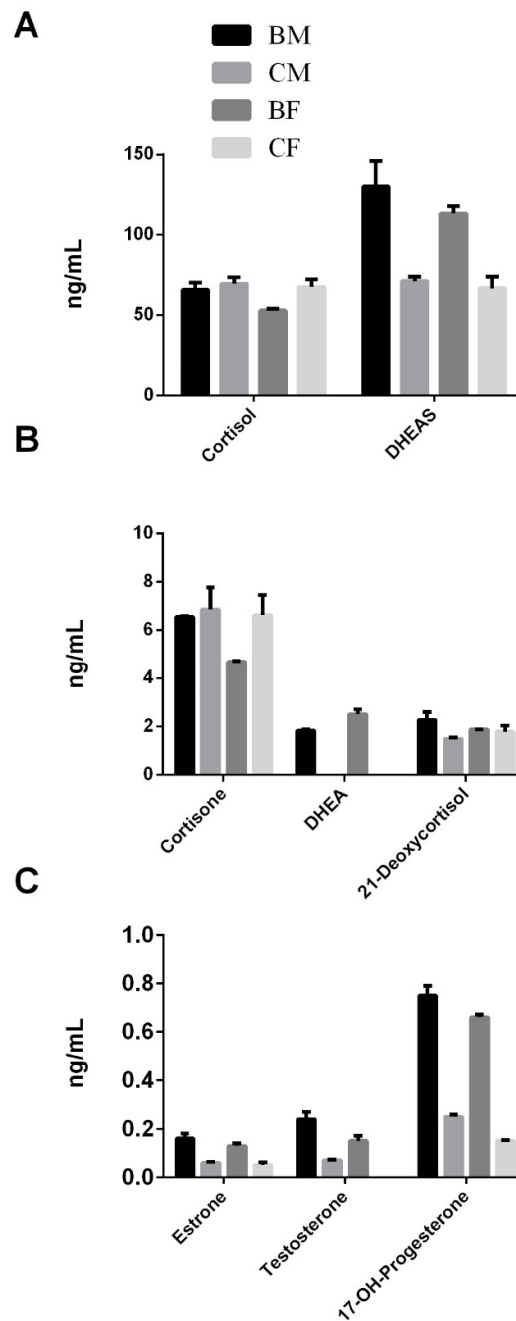 A
BM
CM
BF
CF
150
100
50
0
ng/mL
Cortisol
DHEAS
B
10
8
6
4
2
0
ng/mL
Cortisone
DHEA
21-Deoxycortisol
C
1.0
0.8
0.6
0.4
0.2
0.0
ng/mL
Estrone
Testosterone
17-OH-Progesterone